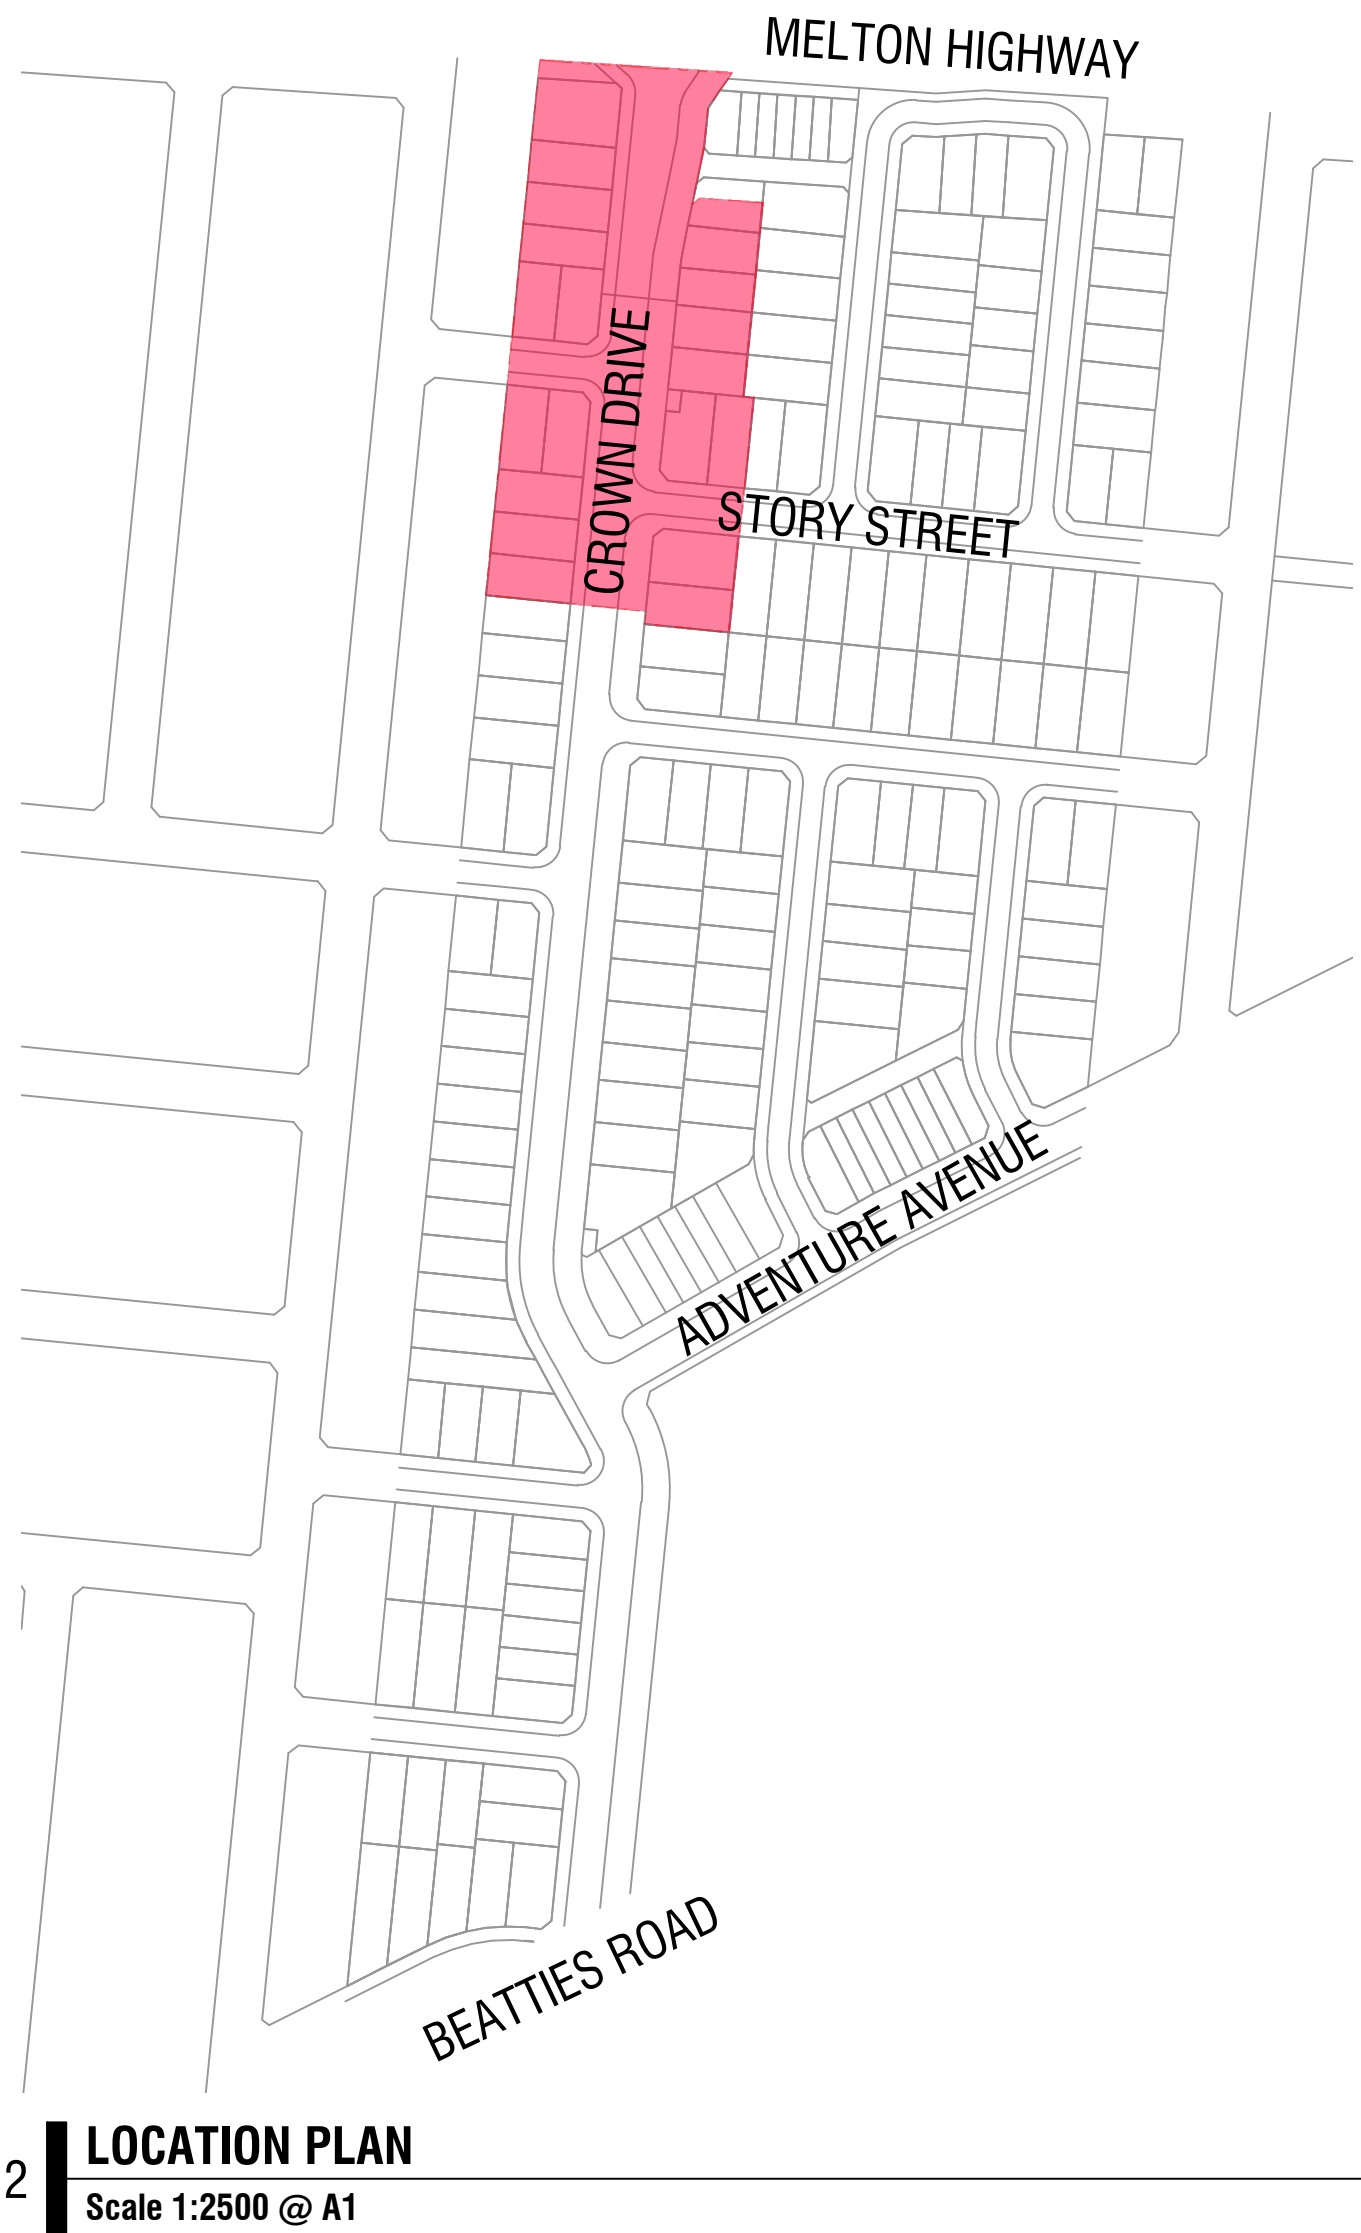 MELTON HIGHWAY
CROWN DRIVE
STORY STREET
ADVENTURE AVENUE
BEATTIES ROAD
2
LOCATION PLAN
Scale 1:2500 @ A1